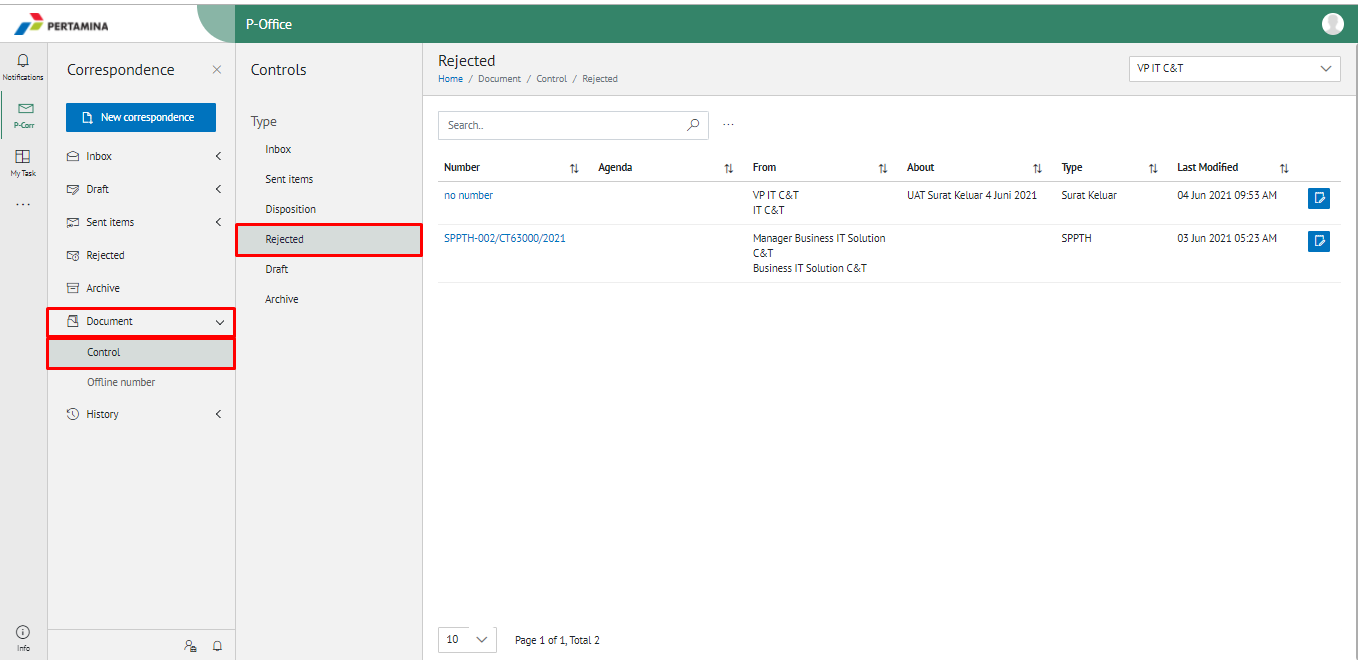 PERTAMINA
P-Office
Notifications
P-Corr
My Task
...
Info
Correspondence
New correspondence
Inbox
Draft
Sent items
Rejected
Archive
Document
Control
Offline number
History
Controls
Type
Inbox
Sent items
Disposition
Rejected
Draft
Archive
Rejected
Home / Document / Control / Rejected
VP IT C&T
Search..
...
Number Agenda From About Type Last Modified
no number VP IT C&T UAT Surat Keluar 4 Juni 2021 Surat Keluar 04 Jun 2021 09:53 AM
IT C&T
SPPTH-002/CT63000/2021 Manager Business IT Solution SPPTH 03 Jun 2021 05:23 AM
C&T
Business IT Solution C&T
10 Page 1 of 1, Total 2